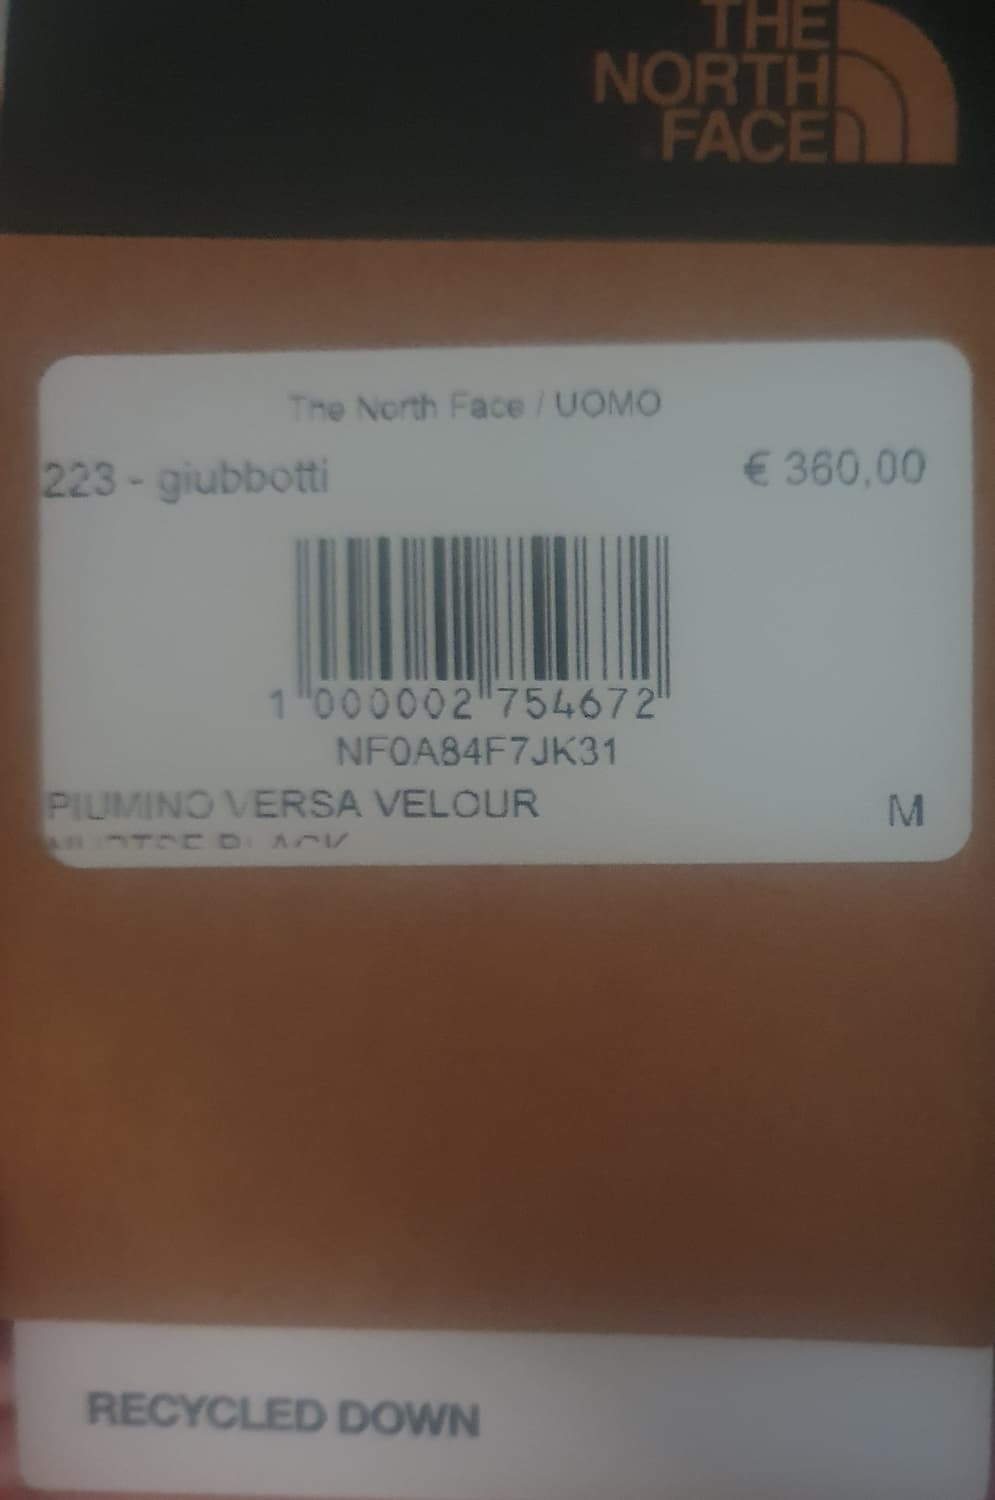 THE
NORTH
FACE
The North Face / UOMO
223 - giubbotti
€ 360,00
1 000002 754672
NF0A84F7JK31
PIUMINO VERSA VELOUR
M
BLACK
RECYCLED DOWN